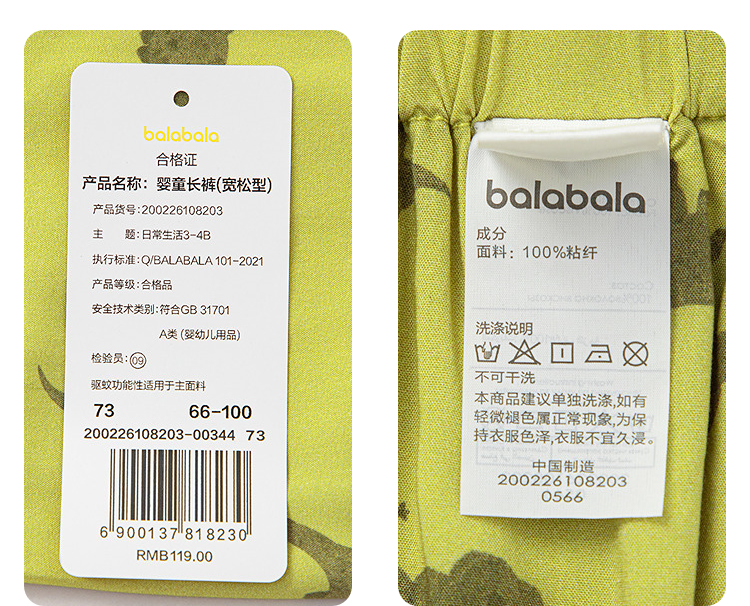 balabala
合格证
产品名称：婴童长裤(宽松型)
产品货号：200226108203
主 题：日常生活3-4B
执行标准：Q/BALABALA 101-2021
产品等级：合格品
安全技术类别：符合GB 31701
A类 (婴幼儿用品)
检验员：09
驱蚊功能性适用于主面料
73 66-100
200226108203-00344 73
6 900137 818230
RMB119.00
balabala
成分
面料：100%粘纤
洗涤说明
不可干洗
本商品建议单独洗涤，如有
轻微褪色属正常现象，为保
持衣服色泽，衣服不宜久浸。
中国制造
200226108203
0566